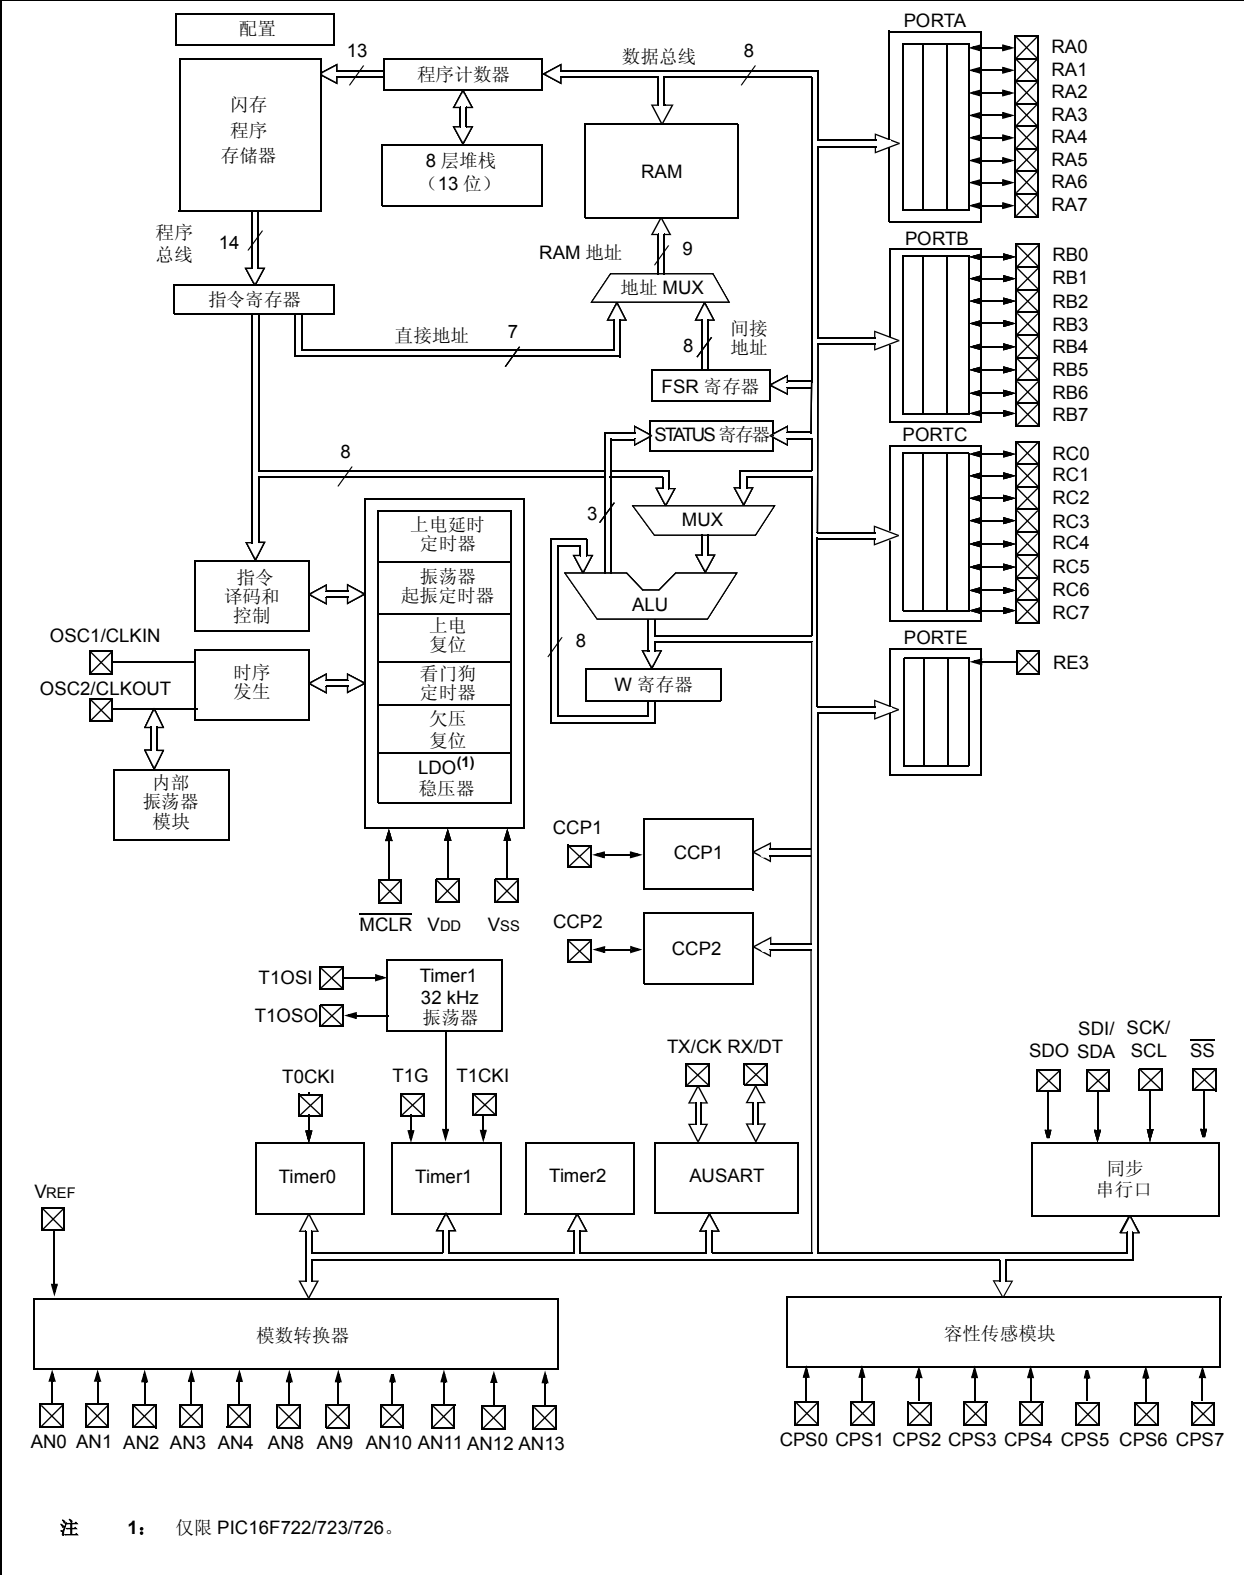 配置
PORTA
13
程序计数器
数据总线
8
闪存
程序
存储器
8 层堆栈
（13 位）
RAM
RA0
RA1
RA2
RA3
RA4
RA5
RA6
RA7
程序
总线
14
RAM 地址
9
PORTB
指令寄存器
地址 MUX
直接地址
7
8
间接
地址
FSR 寄存器
RB0
RB1
RB2
RB3
RB4
RB5
RB6
RB7
STATUS 寄存器
PORTC
8
3
MUX
RC0
RC1
RC2
RC3
RC4
RC5
RC6
RC7
上电延时
定时器
振荡器
起振定时器
上电
复位
看门狗
定时器
欠压
复位
LDO(1)
稳压器
指令
译码和
控制
ALU
8
W 寄存器
PORTE
RE3
OSC1/CLKIN
OSC2/CLKOUT
时序
发生
内部
振荡器
模块
MCLR
VDD
VSS
CCP1
CCP1
CCP2
CCP2
T1OSI
T1OSO
Timer1
32 kHz
振荡器
T0CKI
T1G
T1CKI
TX/CK
RX/DT
SDO
SDI/
SDA
SCK/
SCL
SS
Timer0
Timer1
Timer2
AUSART
同步
串行口
VREF
模数转换器
容性传感模块
AN0
AN1
AN2
AN3
AN4
AN8
AN9
AN10
AN11
AN12
AN13
CPS0
CPS1
CPS2
CPS3
CPS4
CPS5
CPS6
CPS7
注 1： 仅限 PIC16F722/723/726。